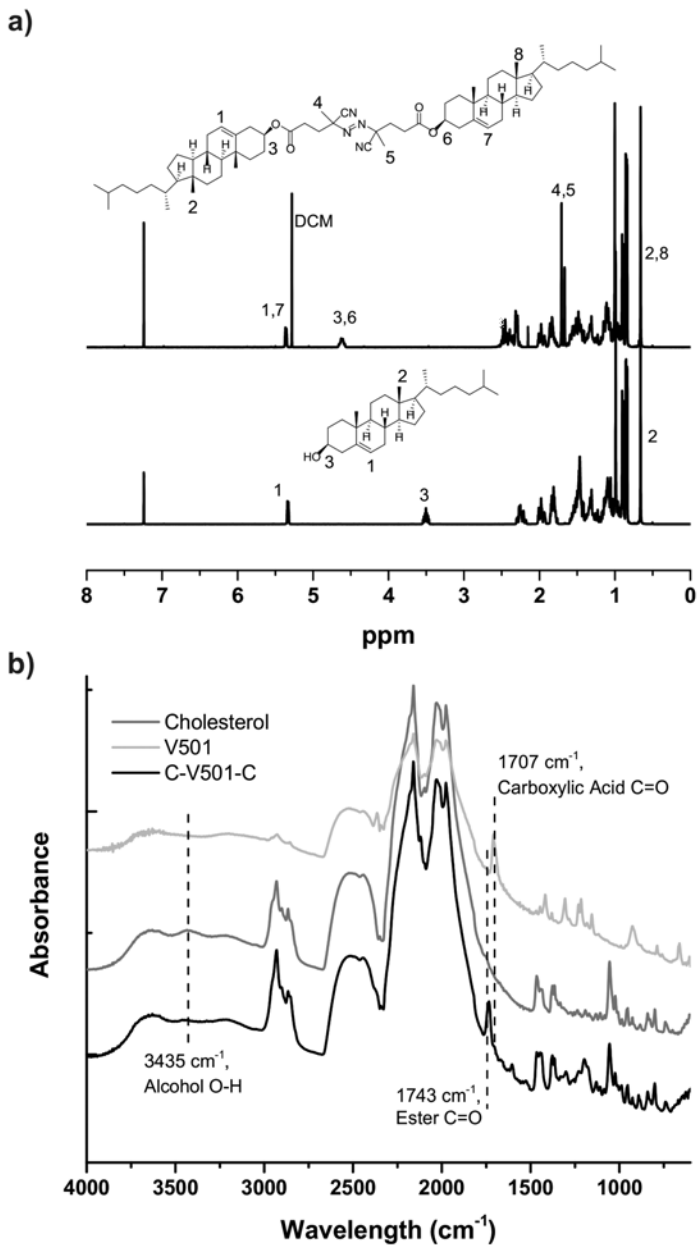 a)
8
4
CN
O
N
N
O
O
O
CN
5
6
7
1
3
2
H
H
H
H
H
H
DCM
4,5
1,7
3,6
2,8
2
HO
3
1
H
H
H
1
3
2
8 7 6 5 4 3 2 1 0
ppm
b)
Cholesterol
V501
C-V501-C
1707 cm⁻¹,
Carboxylic Acid C=O
3435 cm⁻¹,
Alcohol O-H
1743 cm⁻¹,
Ester C=O
Absorbance
4000 3500 3000 2500 2000 1500 1000
Wavelength (cm⁻¹)